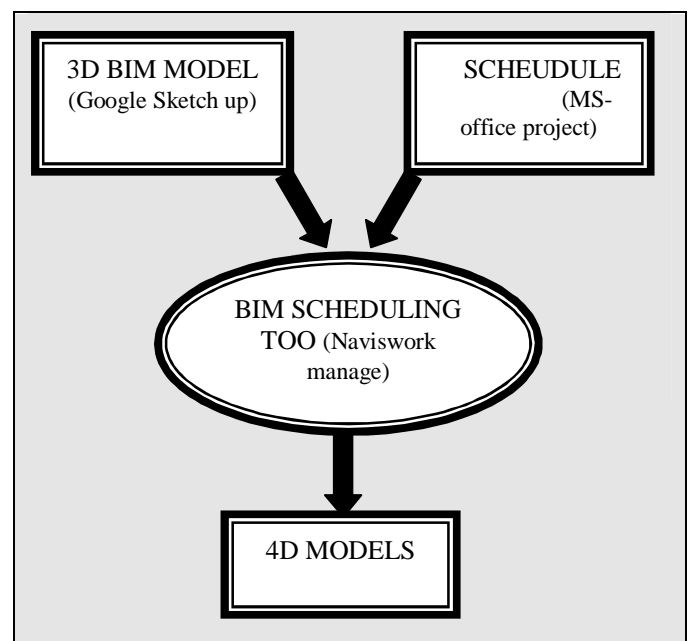 3D BIM MODEL
(Google Sketch up)
SCHEUDULE
(MS-
office project)
BIM SCHEDULING
TOO (Naviswork
manage)
4D MODELS